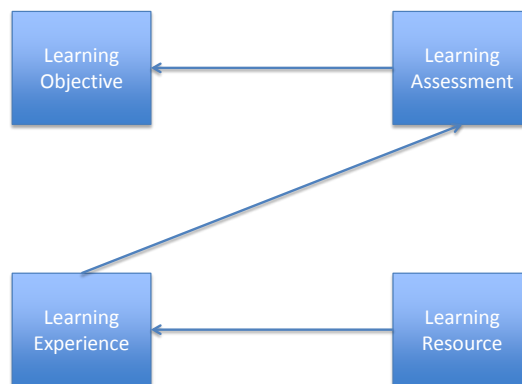 Learning
Objective
Learning
Assessment
Learning
Experience
Learning
Resource